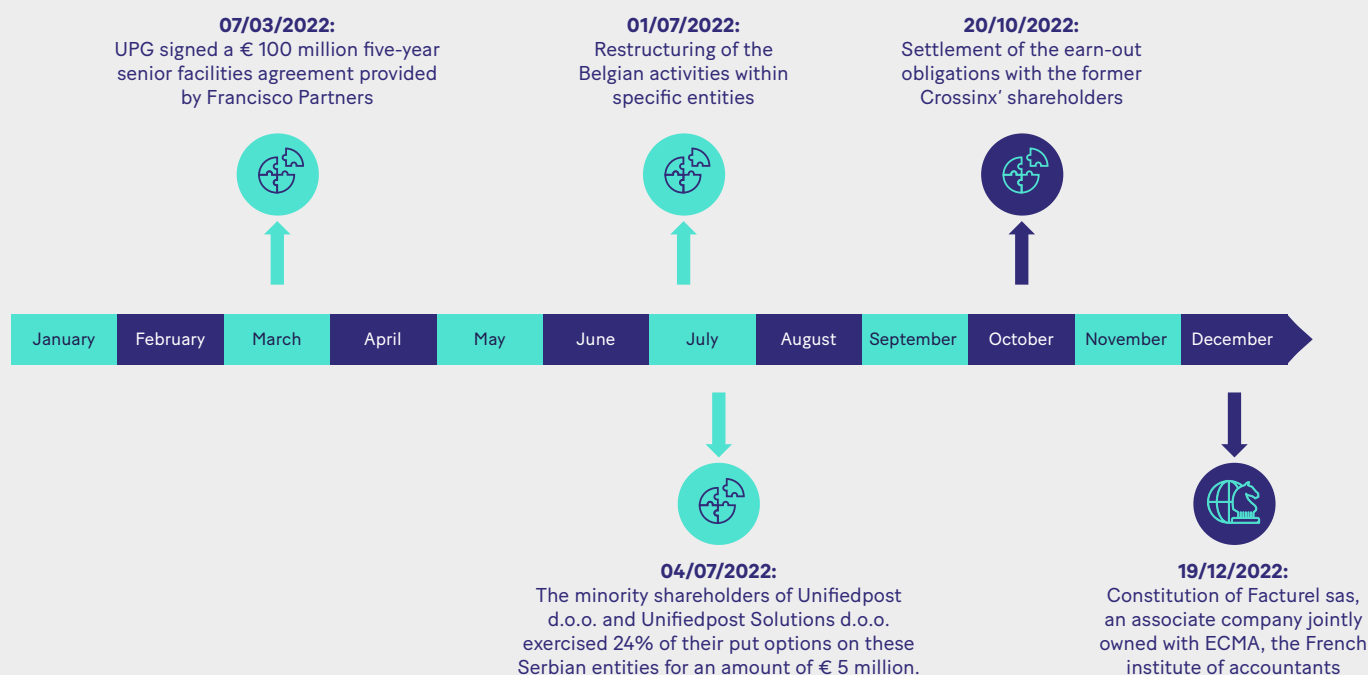 07/03/2022:
UPG signed a € 100 million five-year
senior facilities agreement provided
by Francisco Partners
01/07/2022:
Restructuring of the
Belgian activities within
specific entities
20/10/2022:
Settlement of the earn-out
obligations with the former
Crossinx’ shareholders
January February March April May June July August September October November December
04/07/2022:
The minority shareholders of Unifiedpost
d.o.o. and Unifiedpost Solutions d.o.o.
exercised 24% of their put options on these
Serbian entities for an amount of € 5 million.
19/12/2022:
Constitution of Facturel sas,
an associate company jointly
owned with ECMA, the French
institute of accountants